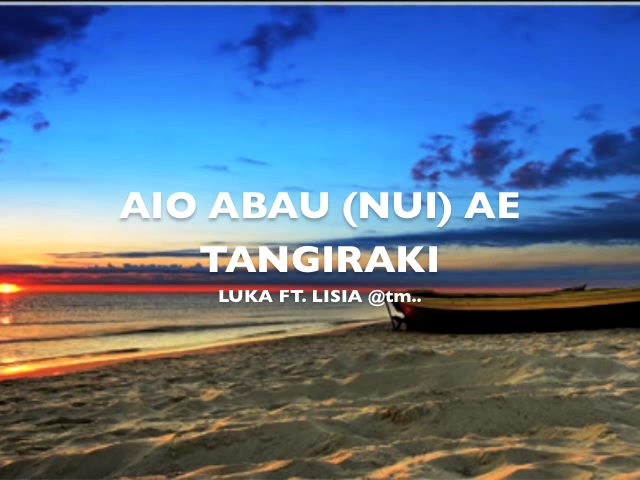 AIO ABAU (NUI) AE
TANGIRAKI
LUKA FT. LISIA @tm..